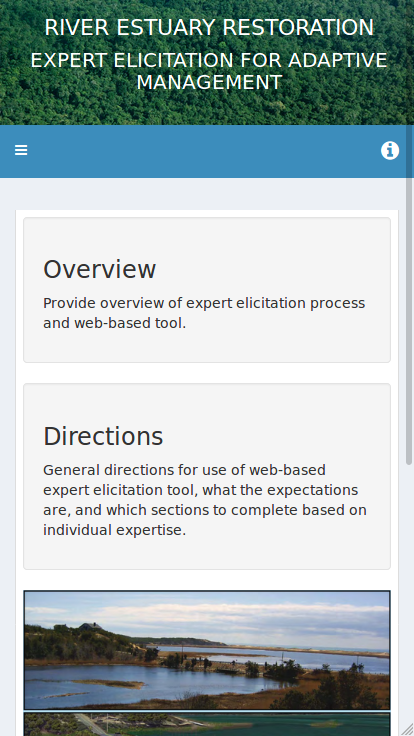 RIVER ESTUARY RESTORATION
EXPERT ELICITATION FOR ADAPTIVE
MANAGEMENT
Overview
Provide overview of expert elicitation process
and web-based tool.
Directions
General directions for use of web-based
expert elicitation tool, what the expectations
are, and which sections to complete based on
individual expertise.